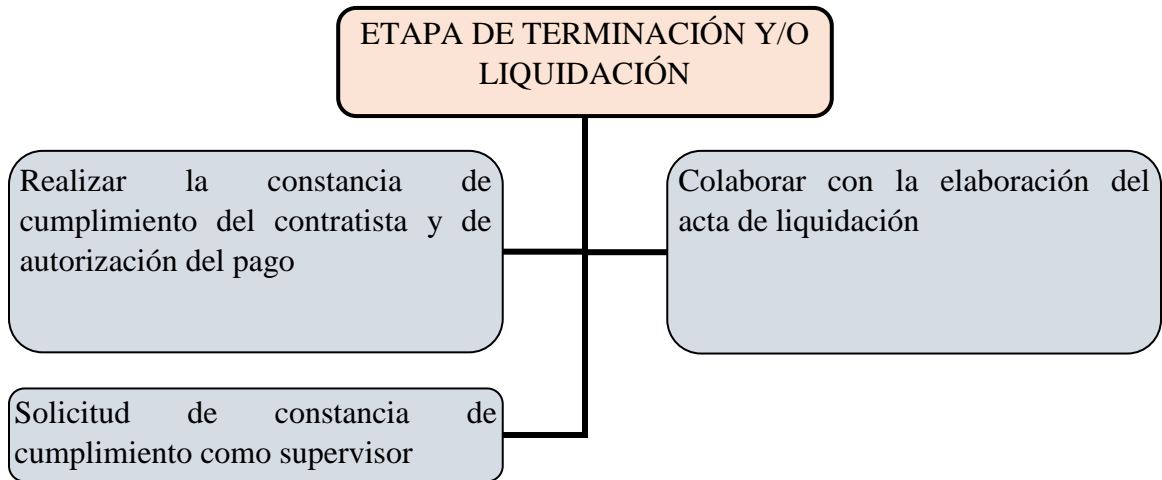 ETAPA DE TERMINACIÓN Y/O
LIQUIDACIÓN
Realizar la constancia de
cumplimiento del contratista y de
autorización del pago
Colaborar con la elaboración del
acta de liquidación
Solicitud de constancia de
cumplimiento como supervisor